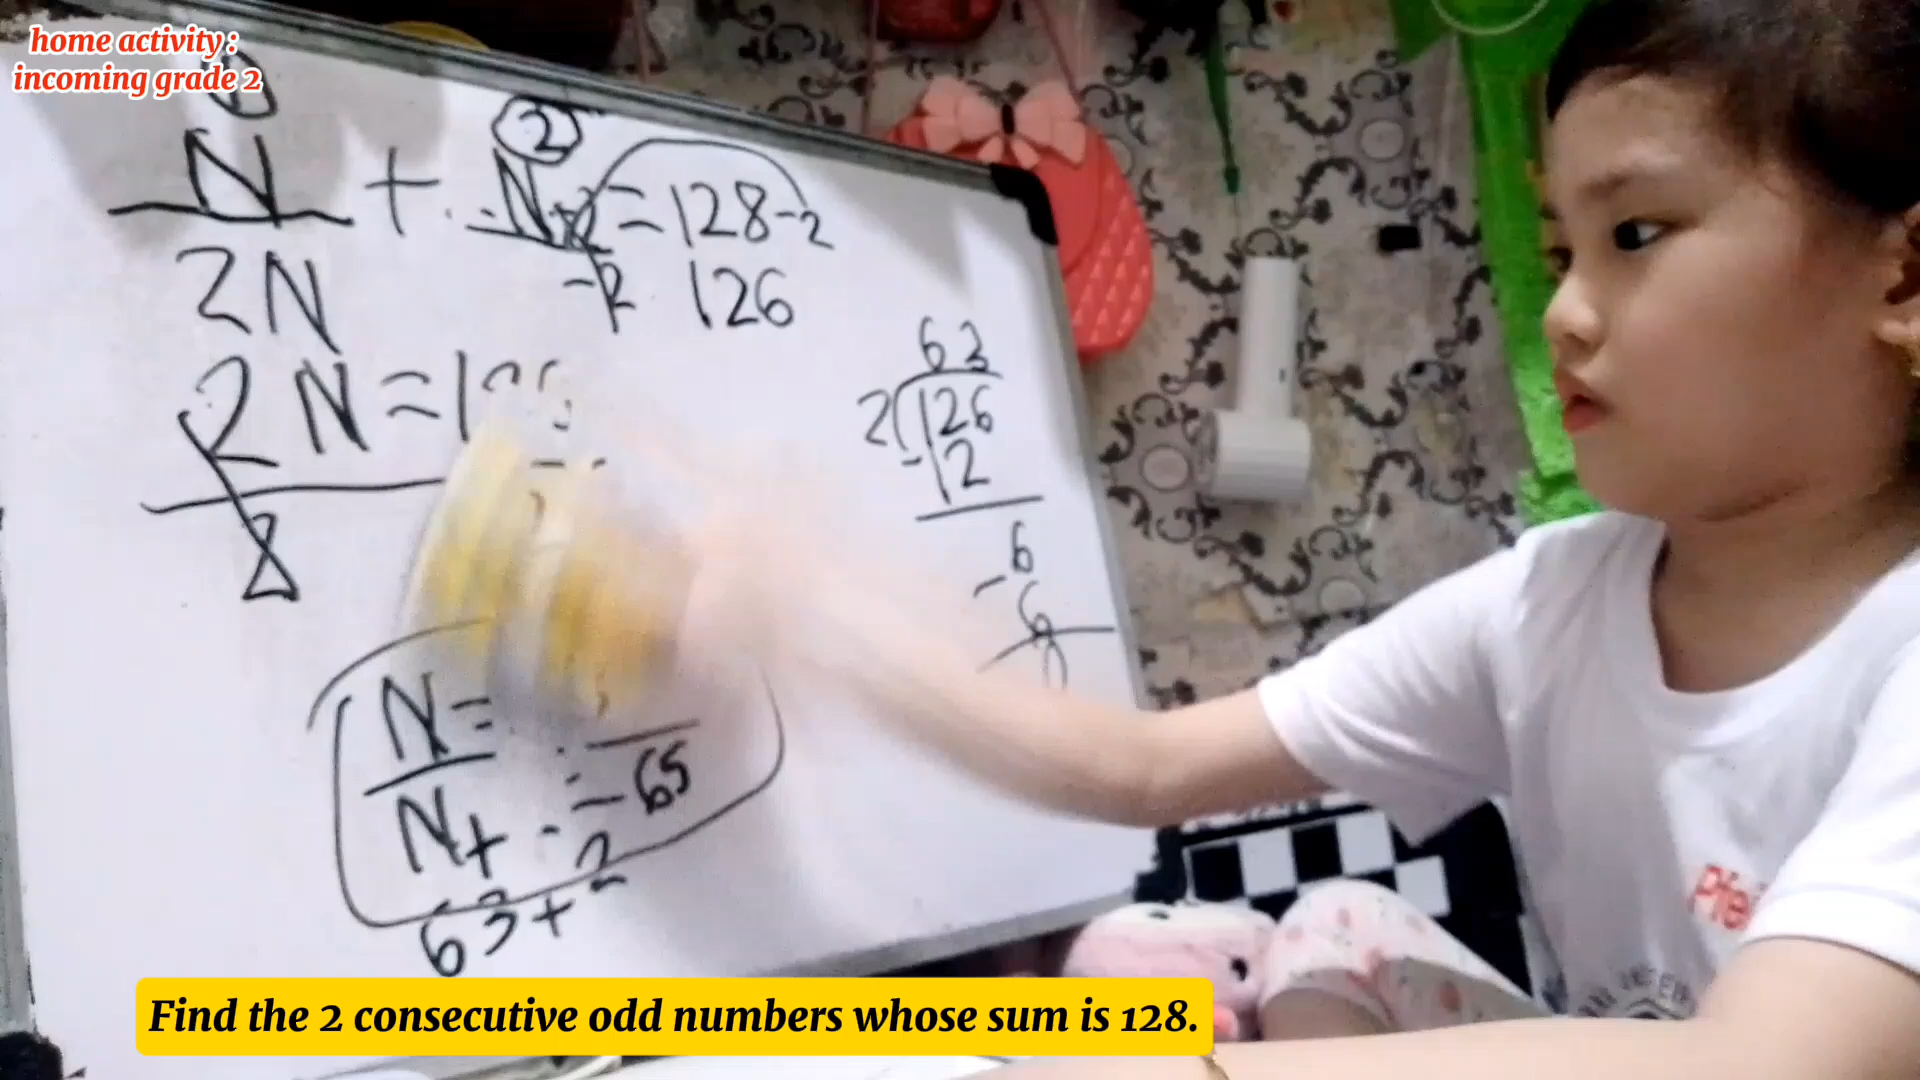 home activity :
incoming grade 2
1
2
N + N+2 = 128-2
2N -2 126
2N=12
2
63
2 126
-12
6
-6
0
N=
N+ = 65
63+2
Find the 2 consecutive odd numbers whose sum is 128.